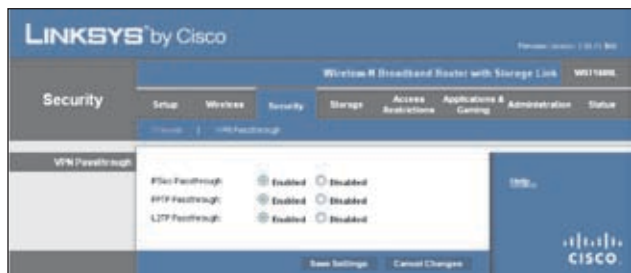 LINKSYS by Cisco
Wireless-N Broadband Router with Storage Link
Security
Setup Wireless Security Storage Access Restrictions Applications & Gaming Administration Status
VPN Passthrough
VPN Passthrough
IPSec Passthrough: Enabled Disabled
PPTP Passthrough: Enabled Disabled
L2TP Passthrough: Enabled Disabled
Help...
Save Settings Cancel Changes
CISCO